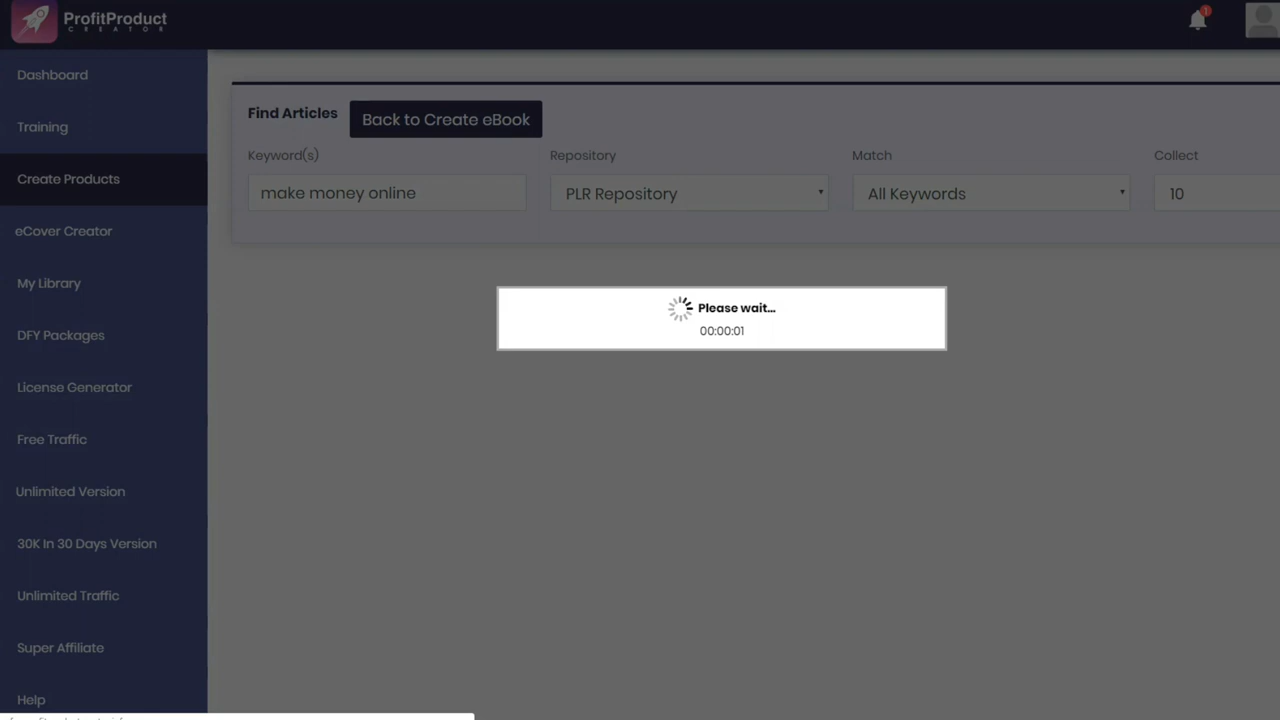 ProfitProduct
CREATOR
1
Dashboard
Training
Create Products
eCover Creator
My Library
DFY Packages
License Generator
Free Traffic
Unlimited Version
30K In 30 Days Version
Unlimited Traffic
Super Affiliate
Help
Find Articles
Back to Create eBook
Keyword(s)
Repository
Match
Collect
make money online
PLR Repository
All Keywords
10
Please wait...
00:00:01